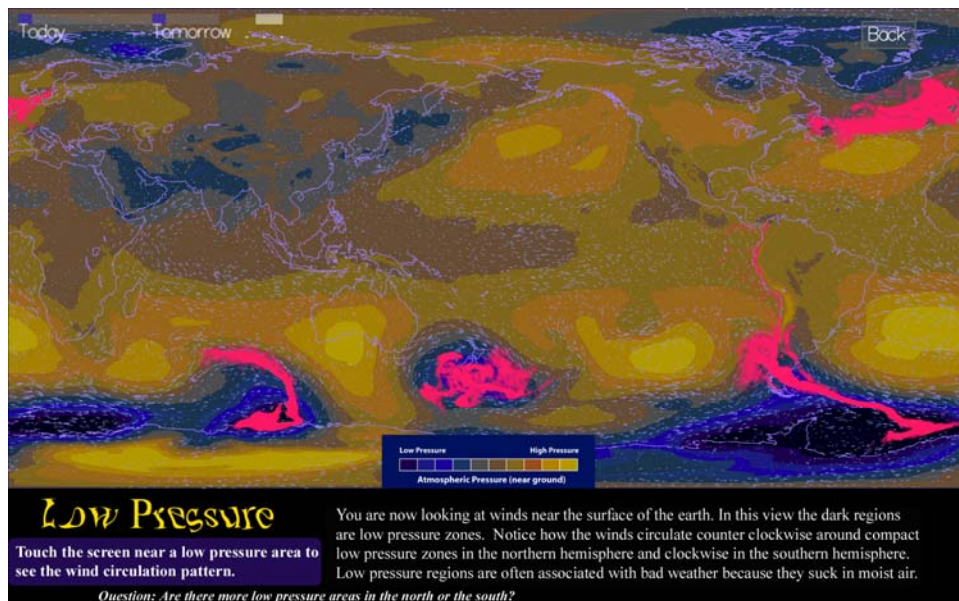 Today
Tomorrow
Back
Low Pressure
High Pressure
Atmospheric Pressure (near ground)
Low Pressure
Touch the screen near a low pressure area to
see the wind circulation pattern.
You are now looking at winds near the surface of the earth. In this view the dark regions
are low pressure zones. Notice how the winds circulate counter clockwise around compact
low pressure zones in the northern hemisphere and clockwise in the southern hemisphere.
Low pressure regions are often associated with bad weather because they suck in moist air.
Question: Are there more low pressure areas in the north or the south?